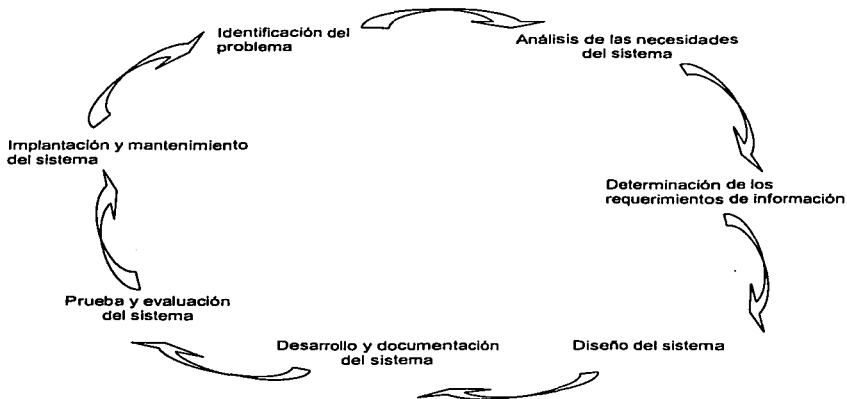 Identificación del
problema
Análisis de las necesidades
del sistema
Determinación de los
requerimientos de información
Diseño del sistema
Desarrollo y documentación
del sistema
Prueba y evaluación
del sistema
Implantación y mantenimiento
del sistema